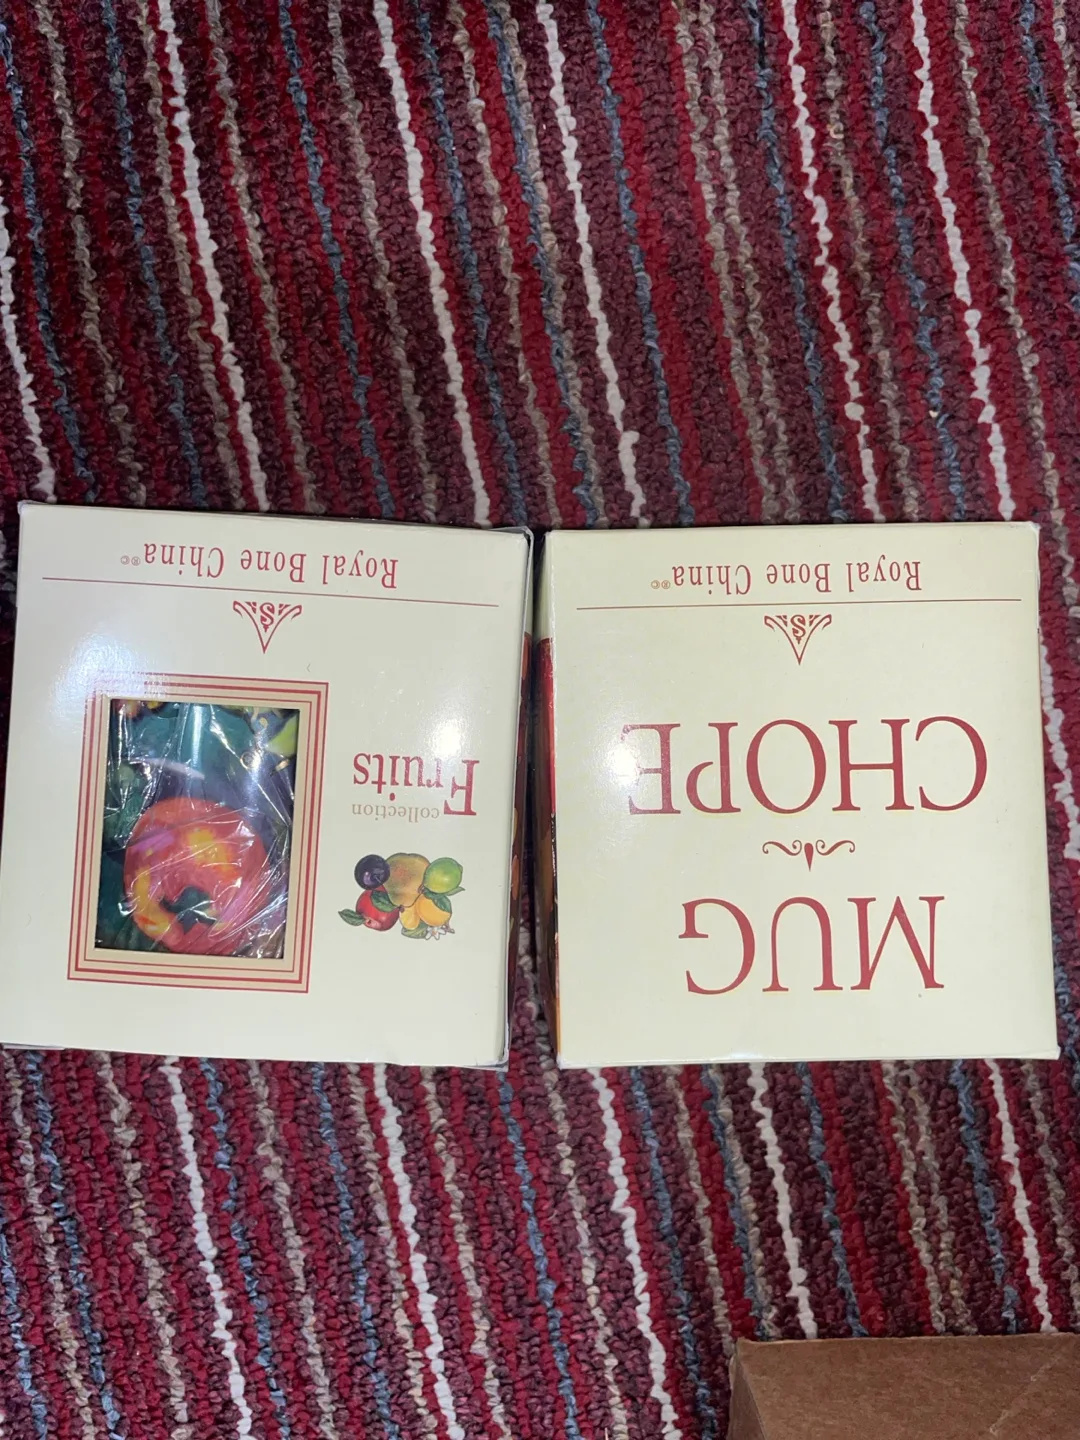 MUG
CHOPE
S
Royal Bone China®©
collection
Fruits
S
Royal Bone China®©